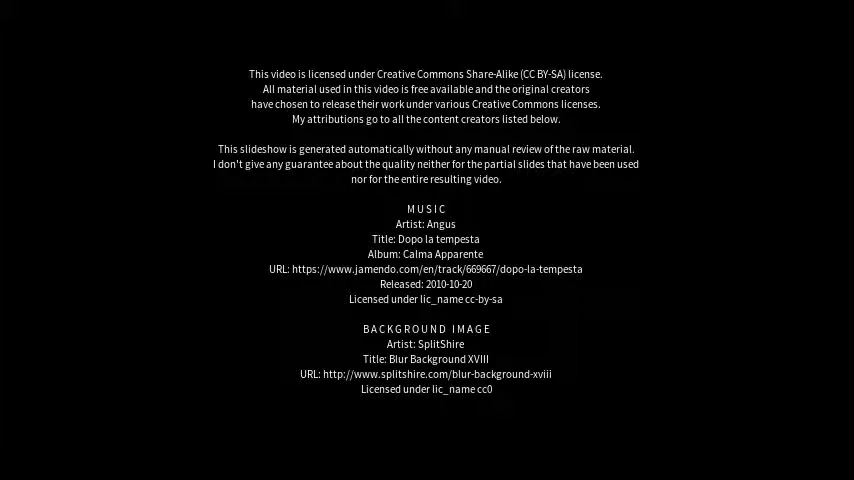 This video is licensed under Creative Commons Share-Alike (CC BY-SA) license.
All material used in this video is free available and the original creators
have chosen to release their work under various Creative Commons licenses.
My attributions go to all the content creators listed below.
This slideshow is generated automatically without any manual review of the raw material.
I don't give any guarantee about the quality neither for the partial slides that have been used
nor for the entire resulting video.
MUSIC
Artist: Angus
Title: Dopo la tempesta
Album: Calma Apparente
URL: https://www.jamendo.com/en/track/669667/dopo-la-tempesta
Released: 2010-10-20
Licensed under lic_name cc-by-sa
BACKGROUND IMAGE
Artist: SplitShire
Title: Blur Background XVIII
URL: http://www.splitshire.com/blur-background-xviii
Licensed under lic_name cc0